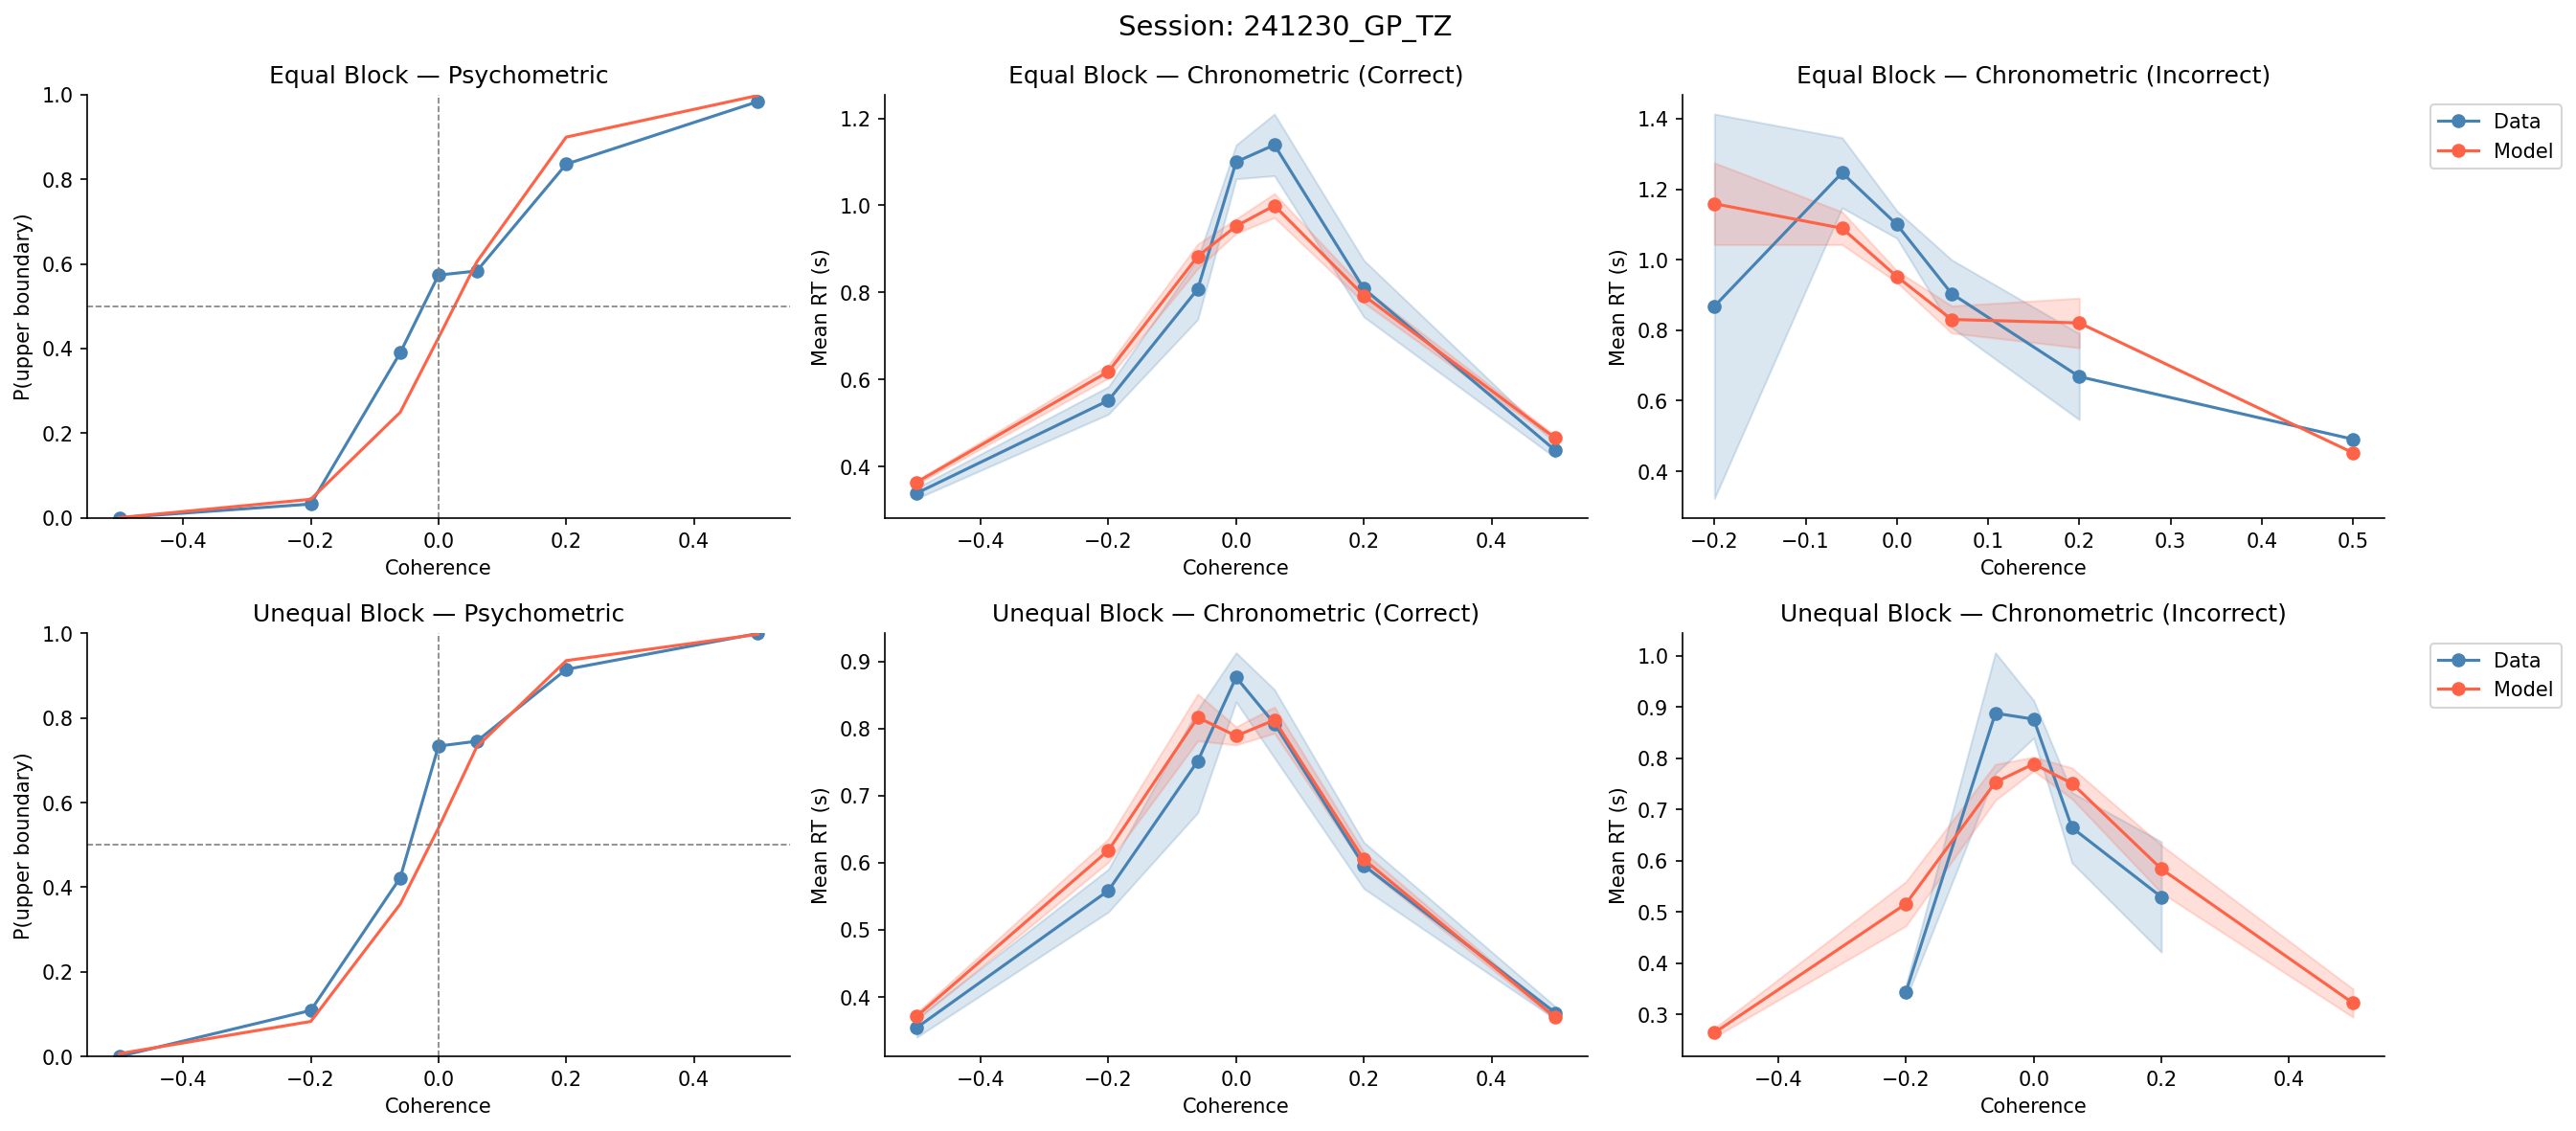 Session: 241230_GP_TZ
Equal Block — Psychometric
P(upper boundary)
1.0
0.8
0.6
0.4
0.2
0.0
−0.4 −0.2 0.0 0.2 0.4
Coherence
Equal Block — Chronometric (Correct)
Mean RT (s)
1.2
1.0
0.8
0.6
0.4
−0.4 −0.2 0.0 0.2 0.4
Coherence
Equal Block — Chronometric (Incorrect)
Mean RT (s)
1.4
1.2
1.0
0.8
0.6
0.4
−0.2 −0.1 0.0 0.1 0.2 0.3 0.4 0.5
Coherence
Data
Model
Unequal Block — Psychometric
P(upper boundary)
1.0
0.8
0.6
0.4
0.2
0.0
−0.4 −0.2 0.0 0.2 0.4
Coherence
Unequal Block — Chronometric (Correct)
Mean RT (s)
0.9
0.8
0.7
0.6
0.5
0.4
−0.4 −0.2 0.0 0.2 0.4
Coherence
Unequal Block — Chronometric (Incorrect)
Mean RT (s)
1.0
0.9
0.8
0.7
0.6
0.5
0.4
0.3
−0.4 −0.2 0.0 0.2 0.4
Coherence
Data
Model